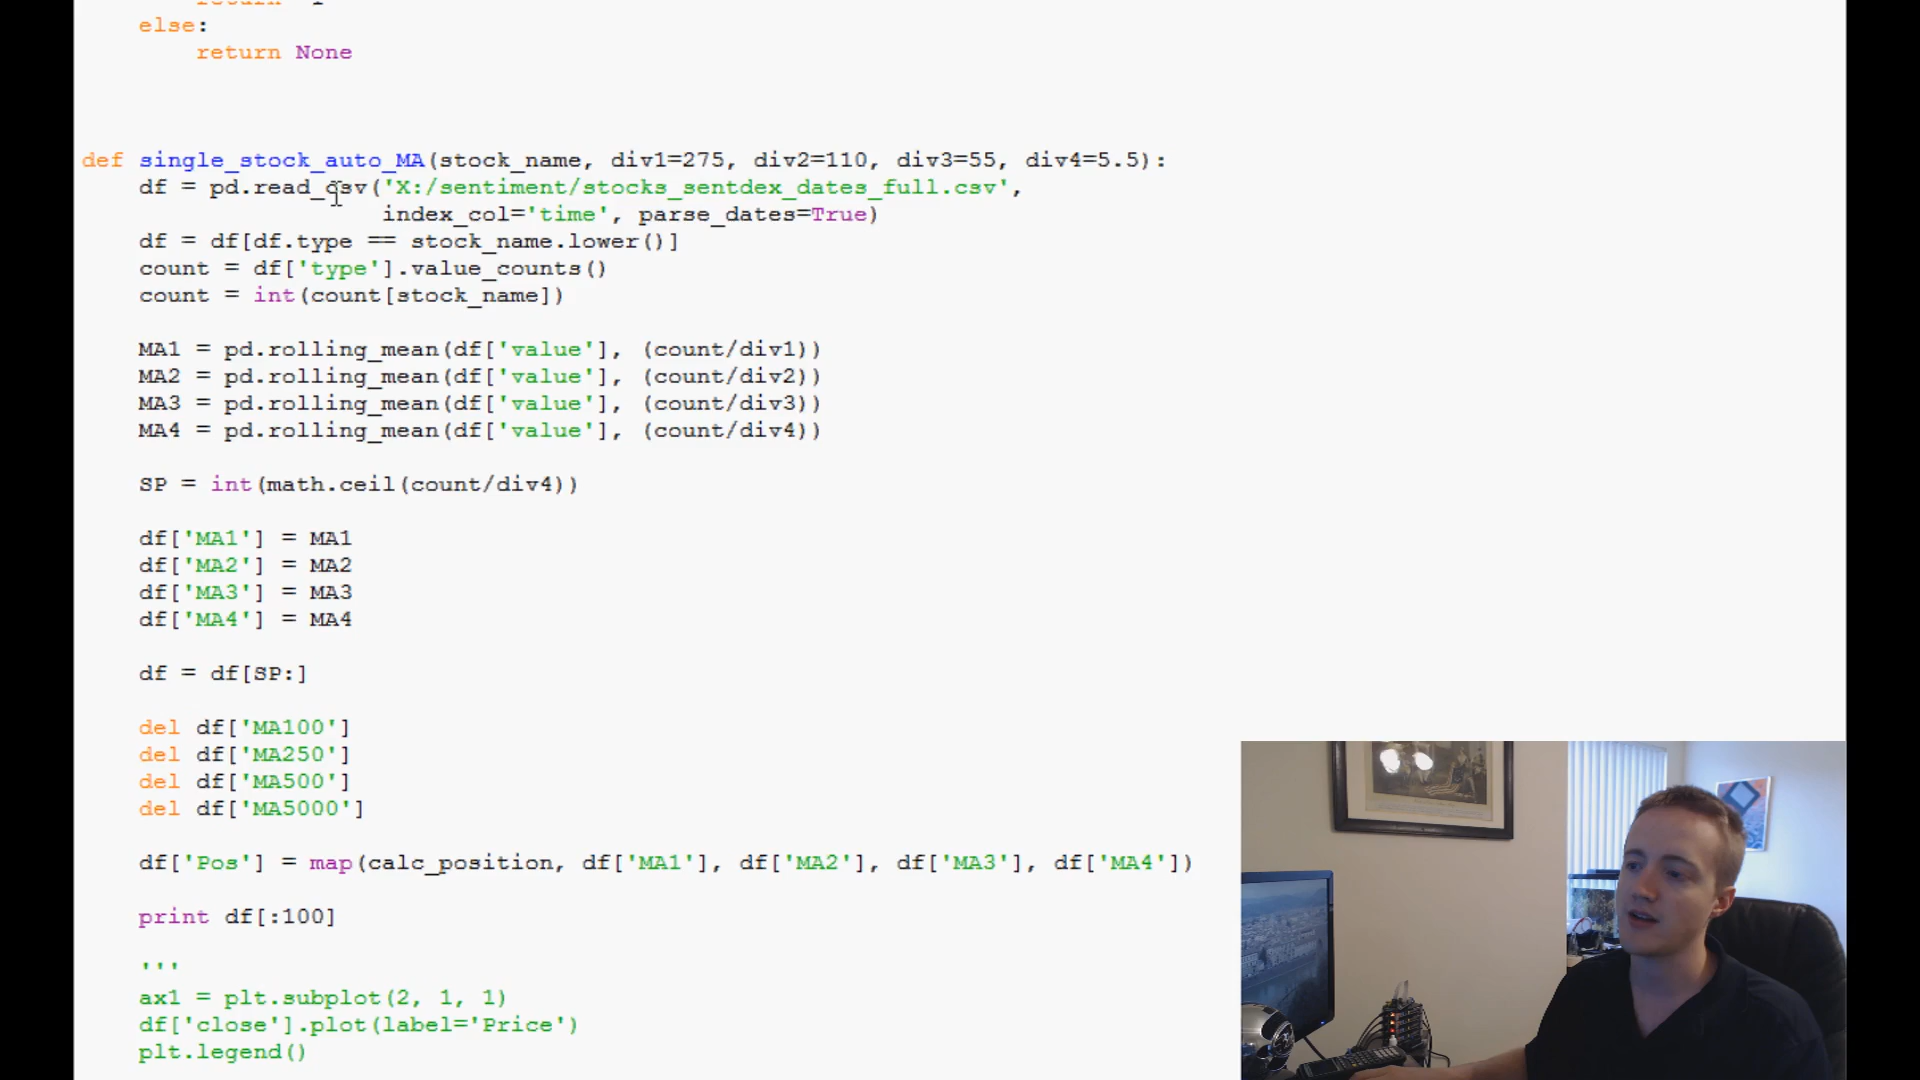 else:
return None
def single_stock_auto_MA(stock_name, div1=275, div2=110, div3=55, div4=5.5):
df = pd.read_csv('X:/sentiment/stocks_sentdex_dates_full.csv',
index_col='time', parse_dates=True)
df = df[df.type == stock_name.lower()]
count = df['type'].value_counts()
count = int(count[stock_name])
MA1 = pd.rolling_mean(df['value'], (count/div1))
MA2 = pd.rolling_mean(df['value'], (count/div2))
MA3 = pd.rolling_mean(df['value'], (count/div3))
MA4 = pd.rolling_mean(df['value'], (count/div4))
SP = int(math.ceil(count/div4))
df['MA1'] = MA1
df['MA2'] = MA2
df['MA3'] = MA3
df['MA4'] = MA4
df = df[SP:]
del df['MA100']
del df['MA250']
del df['MA500']
del df['MA5000']
df['Pos'] = map(calc_position, df['MA1'], df['MA2'], df['MA3'], df['MA4'])
print df[:100]
'''
ax1 = plt.subplot(2, 1, 1)
df['close'].plot(label='Price')
plt.legend()